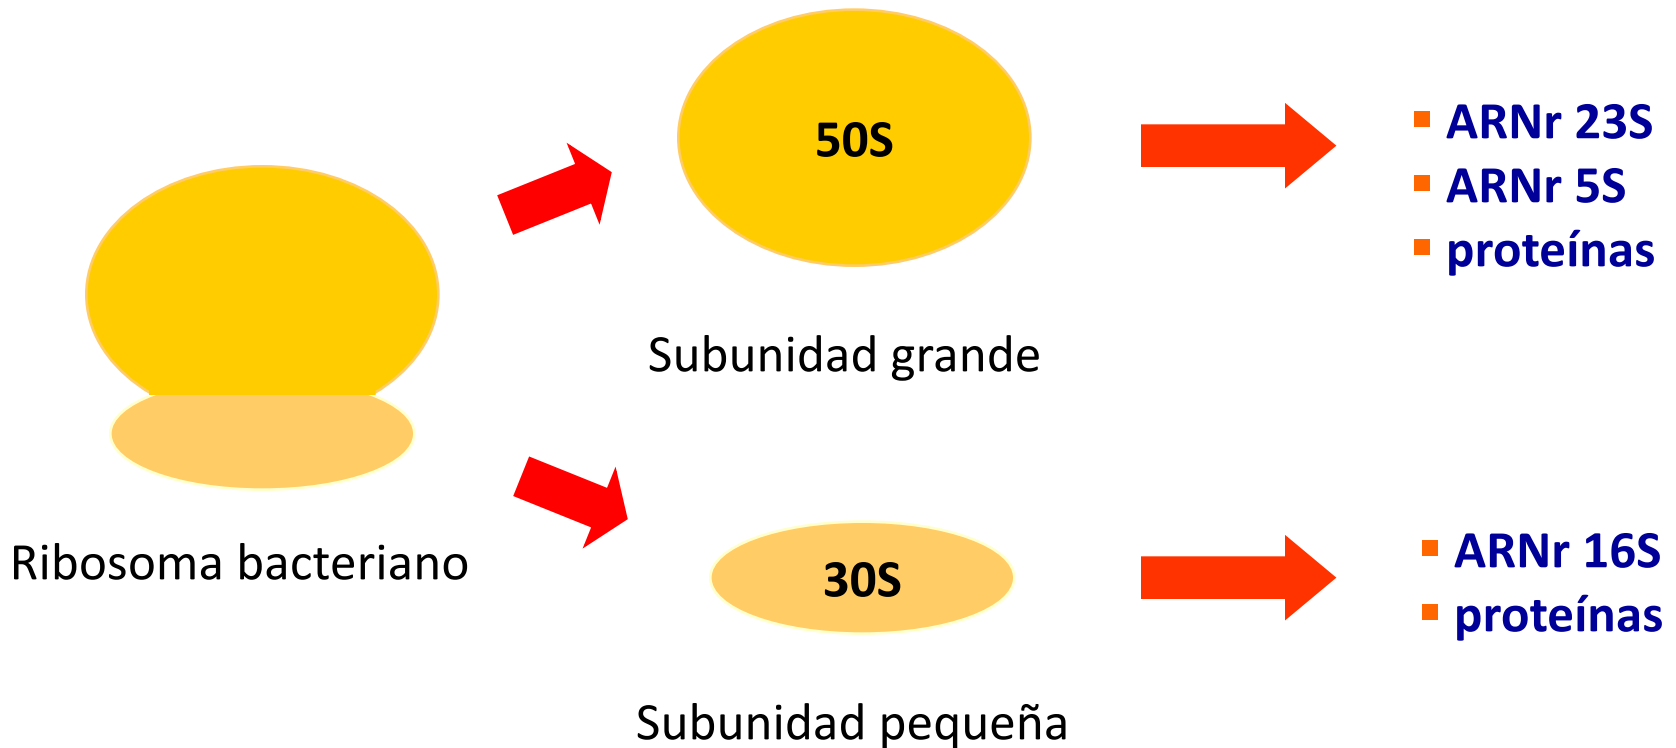 50S
▪ ARNr 23S
▪ ARNr 5S
▪ proteínas
Subunidad grande
Ribosoma bacteriano
30S
▪ ARNr 16S
▪ proteínas
Subunidad pequeña